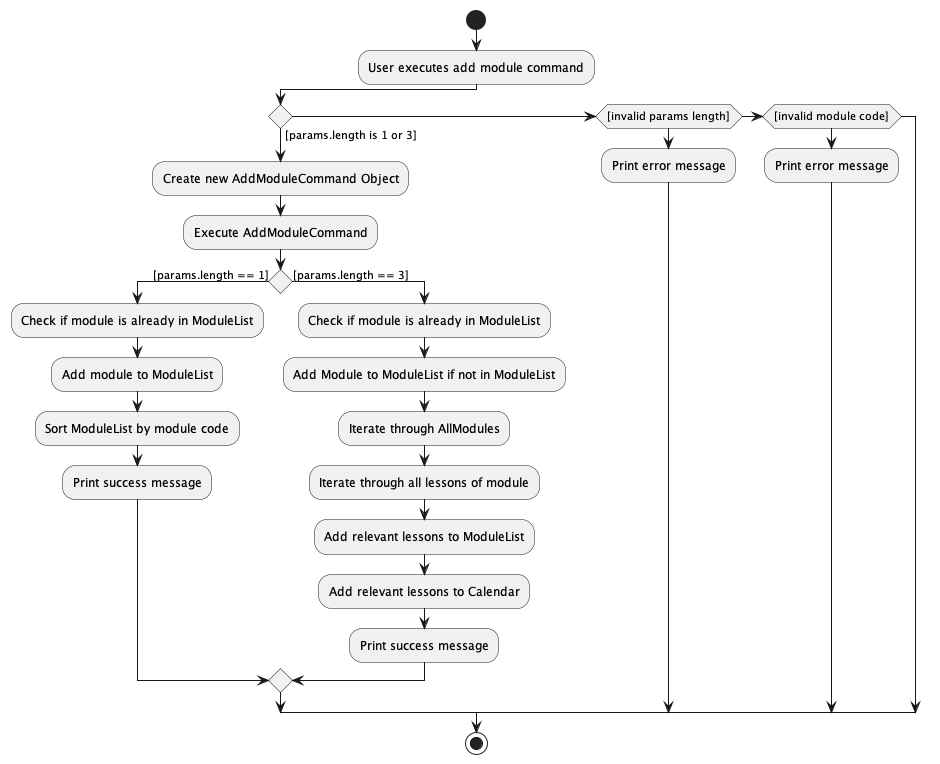 User executes add module command
[invalid params length]
[invalid module code]
[params.length is 1 or 3]
Print error message
Print error message
Create new AddModuleCommand Object
Execute AddModuleCommand
[params.length == 1]
[params.length == 3]
Check if module is already in ModuleList
Check if module is already in ModuleList
Add module to ModuleList
Add Module to ModuleList if not in ModuleList
Sort ModuleList by module code
Iterate through AllModules
Print success message
Iterate through all lessons of module
Add relevant lessons to ModuleList
Add relevant lessons to Calendar
Print success message